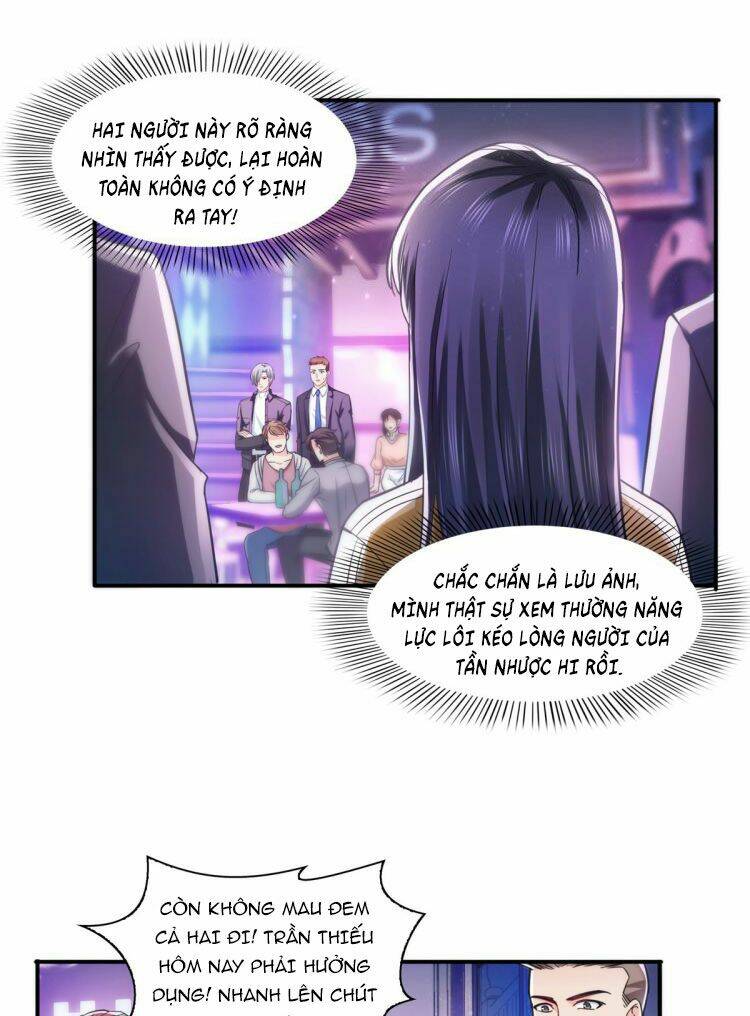 BS
HAI NGƯỜI NÀY RÕ RÀNG
NHÌN THẤY ĐƯỢC, LẠI HOÀN
TOÀN KHÔNG CÓ Ý ĐỊNH
RA TAY!
CHẮC CHẮN LÀ LƯU ẢNH,
MÌNH THẬT SỰ XEM THƯỜNG NĂNG
LỰC LÔI KÉO LÒNG NGƯỜI CỦA
TẦN NHƯỢC HI RỒI.
CÒN KHÔNG MAU ĐEM
CẢ HAI ĐI! TRẦN THIẾU
HÔM NAY PHẢI HƯỞNG
DỤNG! NHANH LÊN CHÚT